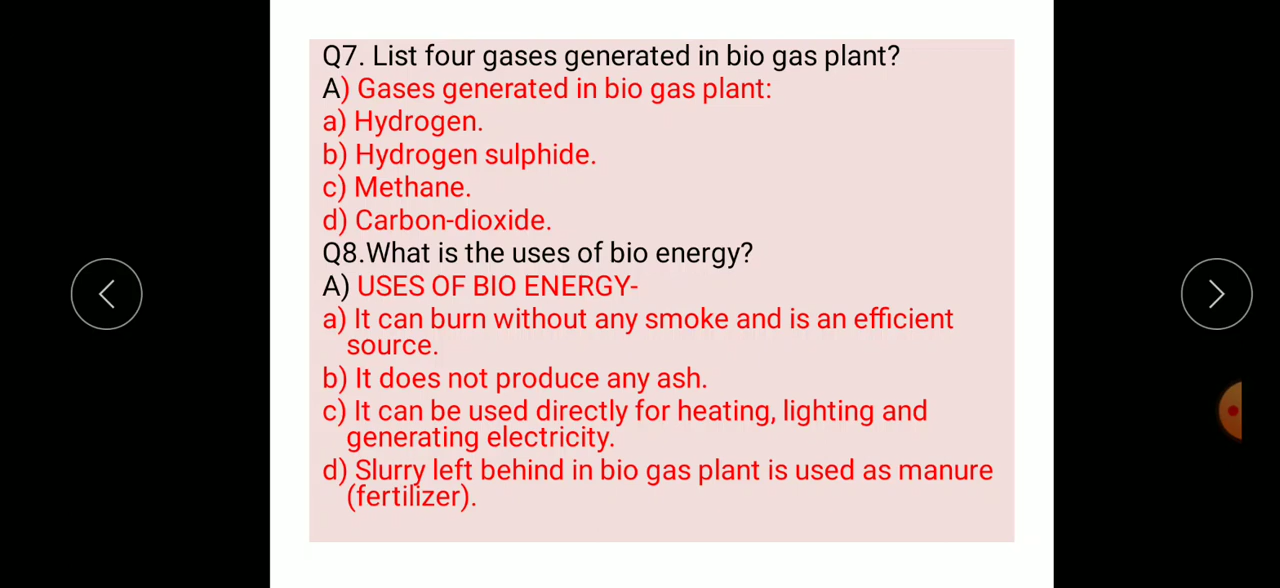 Q7. List four gases generated in bio gas plant?
A) Gases generated in bio gas plant:
a) Hydrogen.
b) Hydrogen sulphide.
c) Methane.
d) Carbon-dioxide.
Q8.What is the uses of bio energy?
A) USES OF BIO ENERGY-
a) It can burn without any smoke and is an efficient
source.
b) It does not produce any ash.
c) It can be used directly for heating, lighting and
generating electricity.
d) Slurry left behind in bio gas plant is used as manure
(fertilizer).